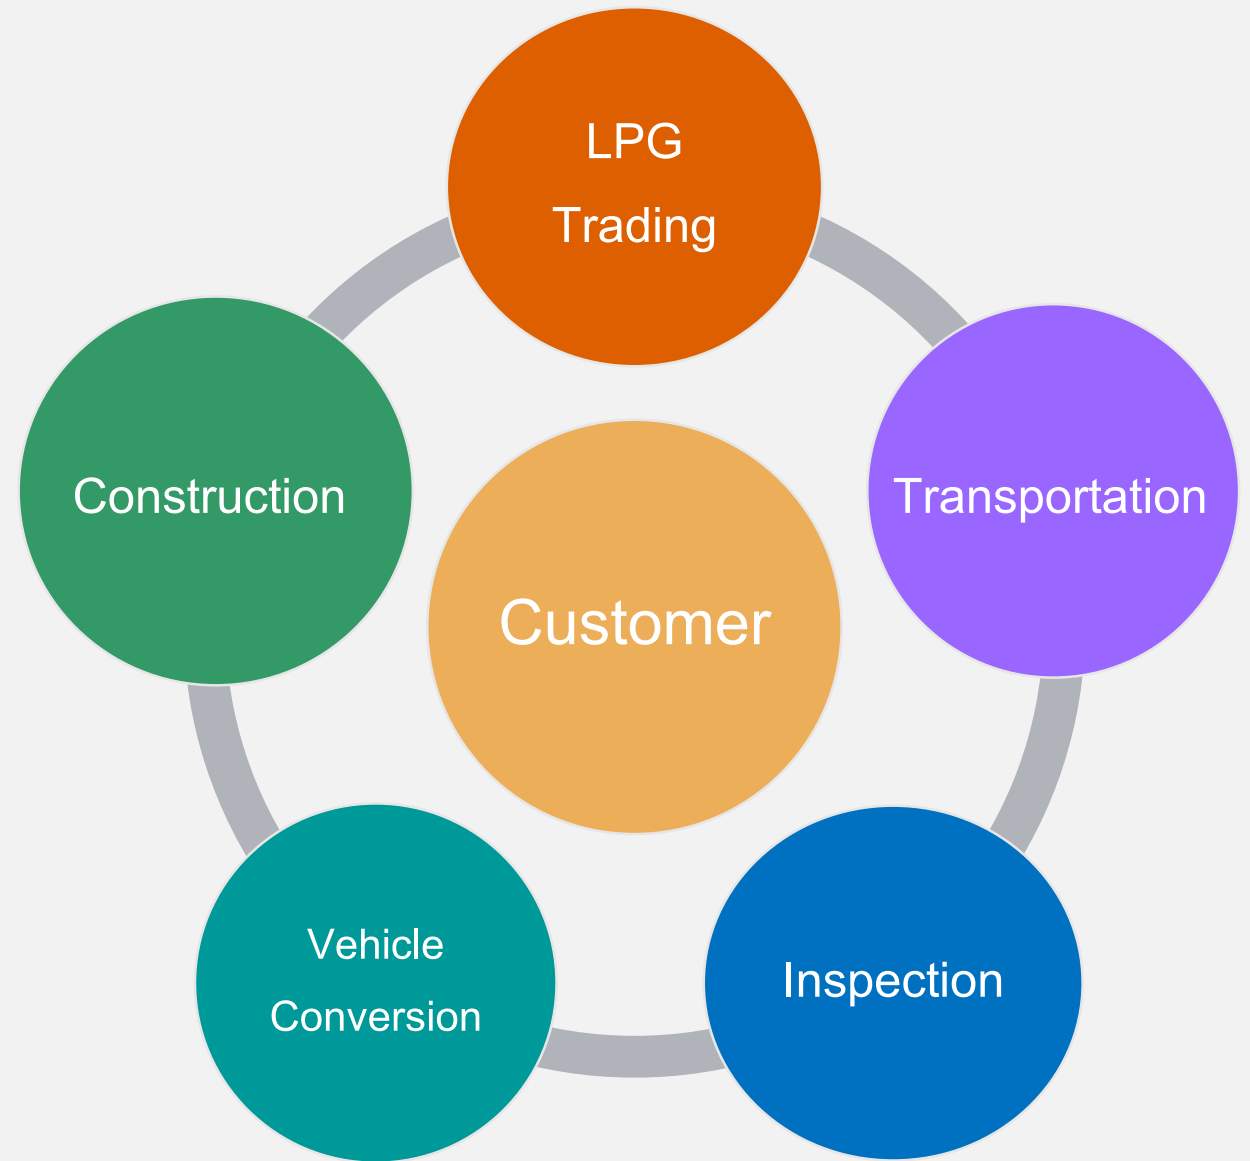 LPG
Trading
Construction
Transportation
Customer
Vehicle
Conversion
Inspection